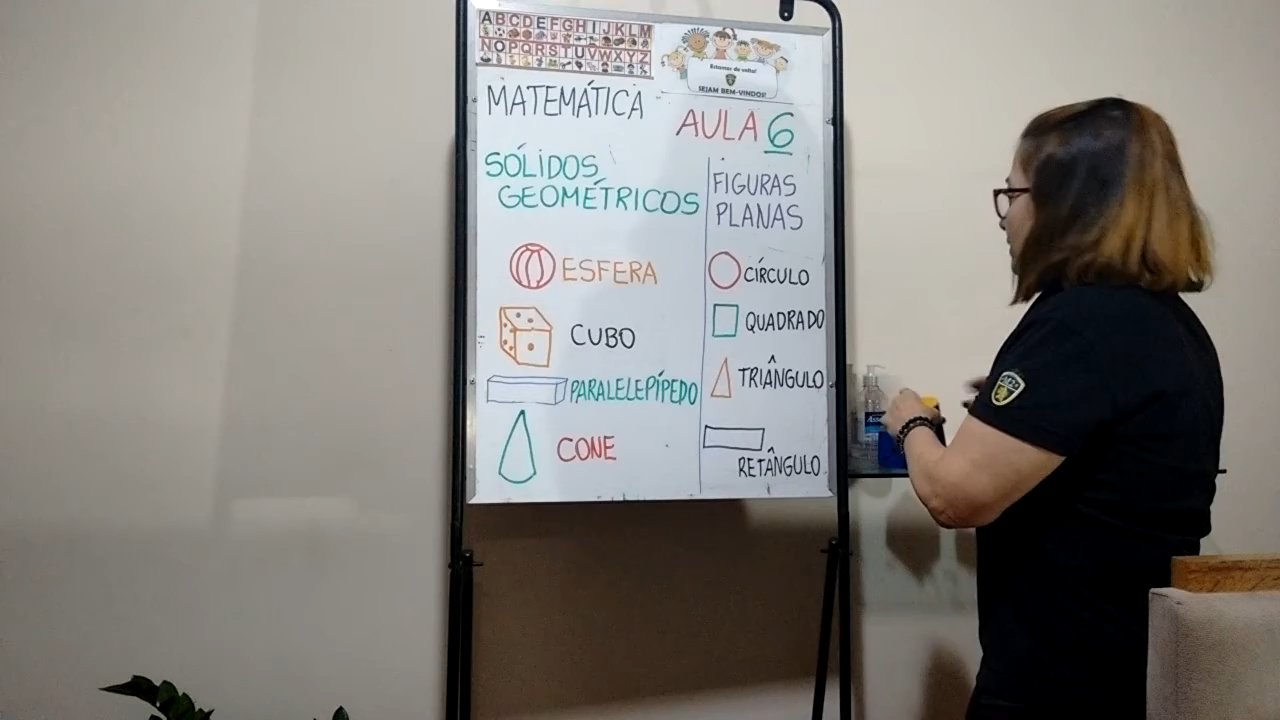 ABCDEFGHIJKLM
NOPQRSTUVWXYZ
Estamos de volta!
SEJAM BEM-VINDOS!
MATEMÁTICA
AULA 6
SÓLIDOS
GEOMÉTRICOS
ESFERA
CUBO
PARALELEPÍPEDO
CONE
FIGURAS
PLANAS
CÍRCULO
QUADRADO
TRIÂNGULO
RETÂNGULO